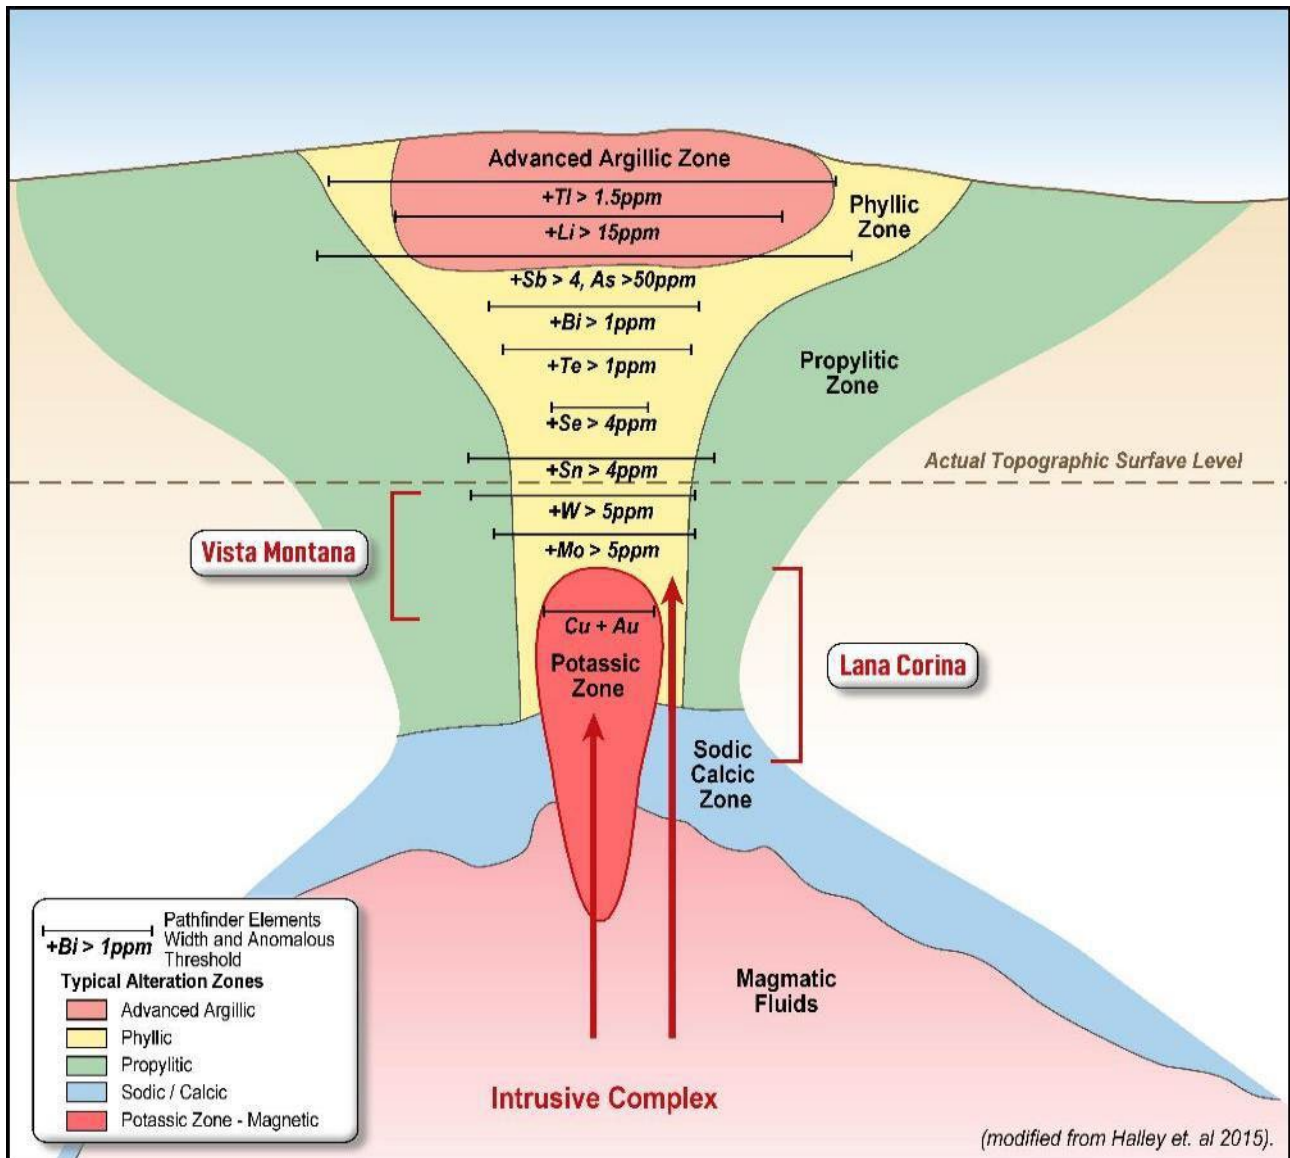 Advanced Argillic Zone
+Tl > 1.5ppm
+Li > 15ppm
Phyllic
Zone
+Sb > 4, As >50ppm
+Bi > 1ppm
+Te > 1ppm
Propylitic
Zone
+Se > 4ppm
+Sn > 4ppm
Actual Topographic Surfave Level
+W > 5ppm
Vista Montana
+Mo > 5ppm
Cu + Au
Potassic
Zone
Lana Corina
Sodic
Calcic
Zone
Magmatic
Fluids
Intrusive Complex
+Bi > 1ppm
Pathfinder Elements
Width and Anomalous
Threshold
Typical Alteration Zones
Advanced Argillic
Phyllic
Propylitic
Sodic / Calcic
Potassic Zone - Magnetic
(modified from Halley et. al 2015).